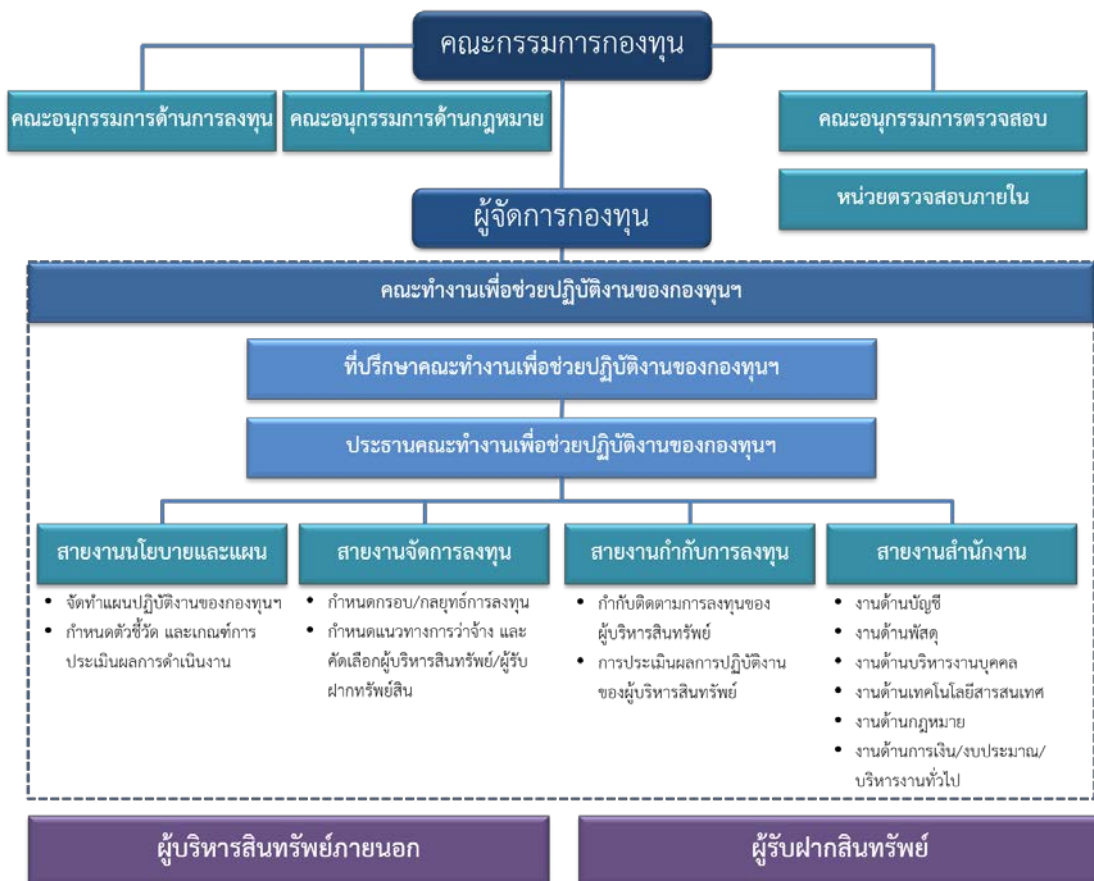 คณะกรรมการกองทุน
คณะอนุกรรมการด้านการลงทุน
คณะอนุกรรมการด้านกฎหมาย
คณะอนุกรรมการตรวจสอบ
หน่วยตรวจสอบภายใน
ผู้จัดการกองทุน
คณะทำงานเพื่อช่วยปฏิบัติงานของกองทุนฯ
ที่ปรึกษาคณะทำงานเพื่อช่วยปฏิบัติงานของกองทุนฯ
ประธานคณะทำงานเพื่อช่วยปฏิบัติงานของกองทุนฯ
สายงานนโยบายและแผน
• จัดทำแผนปฏิบัติงานของกองทุนฯ
• กำหนดตัวชี้วัด และเกณฑ์การ
ประเมินผลการดำเนินงาน
สายงานจัดการลงทุน
• กำหนดกรอบ/กลยุทธ์การลงทุน
• กำหนดแนวทางการว่าจ้าง และ
คัดเลือกผู้บริหารสินทรัพย์/ผู้รับ
ฝากทรัพย์สิน
สายงานกำกับการลงทุน
• กำกับติดตามการลงทุนของ
ผู้บริหารสินทรัพย์
• การประเมินผลการปฏิบัติงาน
ของผู้บริหารสินทรัพย์
สายงานสำนักงาน
• งานด้านบัญชี
• งานด้านพัสดุ
• งานด้านบริหารงานบุคคล
• งานด้านเทคโนโลยีสารสนเทศ
• งานด้านกฎหมาย
• งานด้านการเงิน/งบประมาณ/
บริหารงานทั่วไป
ผู้บริหารสินทรัพย์ภายนอก
ผู้รับฝากสินทรัพย์